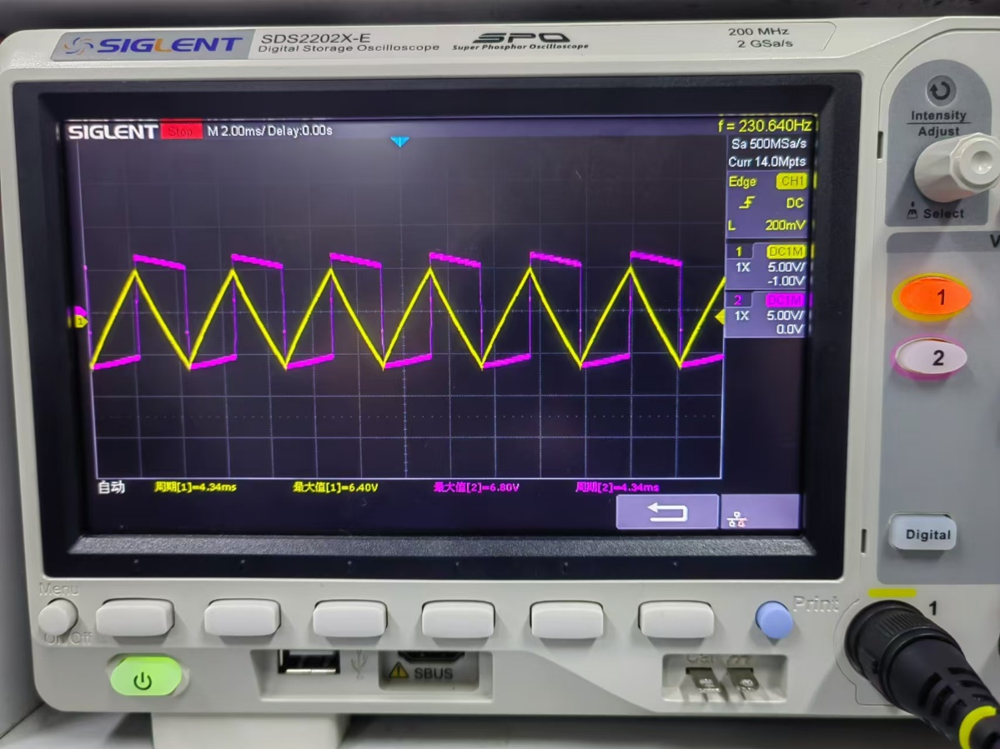 SIGLENT
SDS2202X-E
Digital Storage Oscilloscope
SPO
Super Phosphor Oscilloscope
200 MHz
2 GSa/s
Intensity
Adjust
Select
SIGLENT Stop M 2.00ms/ Delay:0.00s
f = 230.640Hz
Sa 500MSa/s
Curr 14.0Mpts
Edge CH1
DC
L 200mV
1 DC1M
1X 5.00V/
-1.00V
2 DC1M
1X 5.00V/
0.0V
1
自动 周期[1]=4.34ms 最大值[1]=6.40V 最大值[2]=6.80V 周期[2]=4.34ms
V
1
2
Digital
Menu
On/Off
Print
SBUS
Cal
1